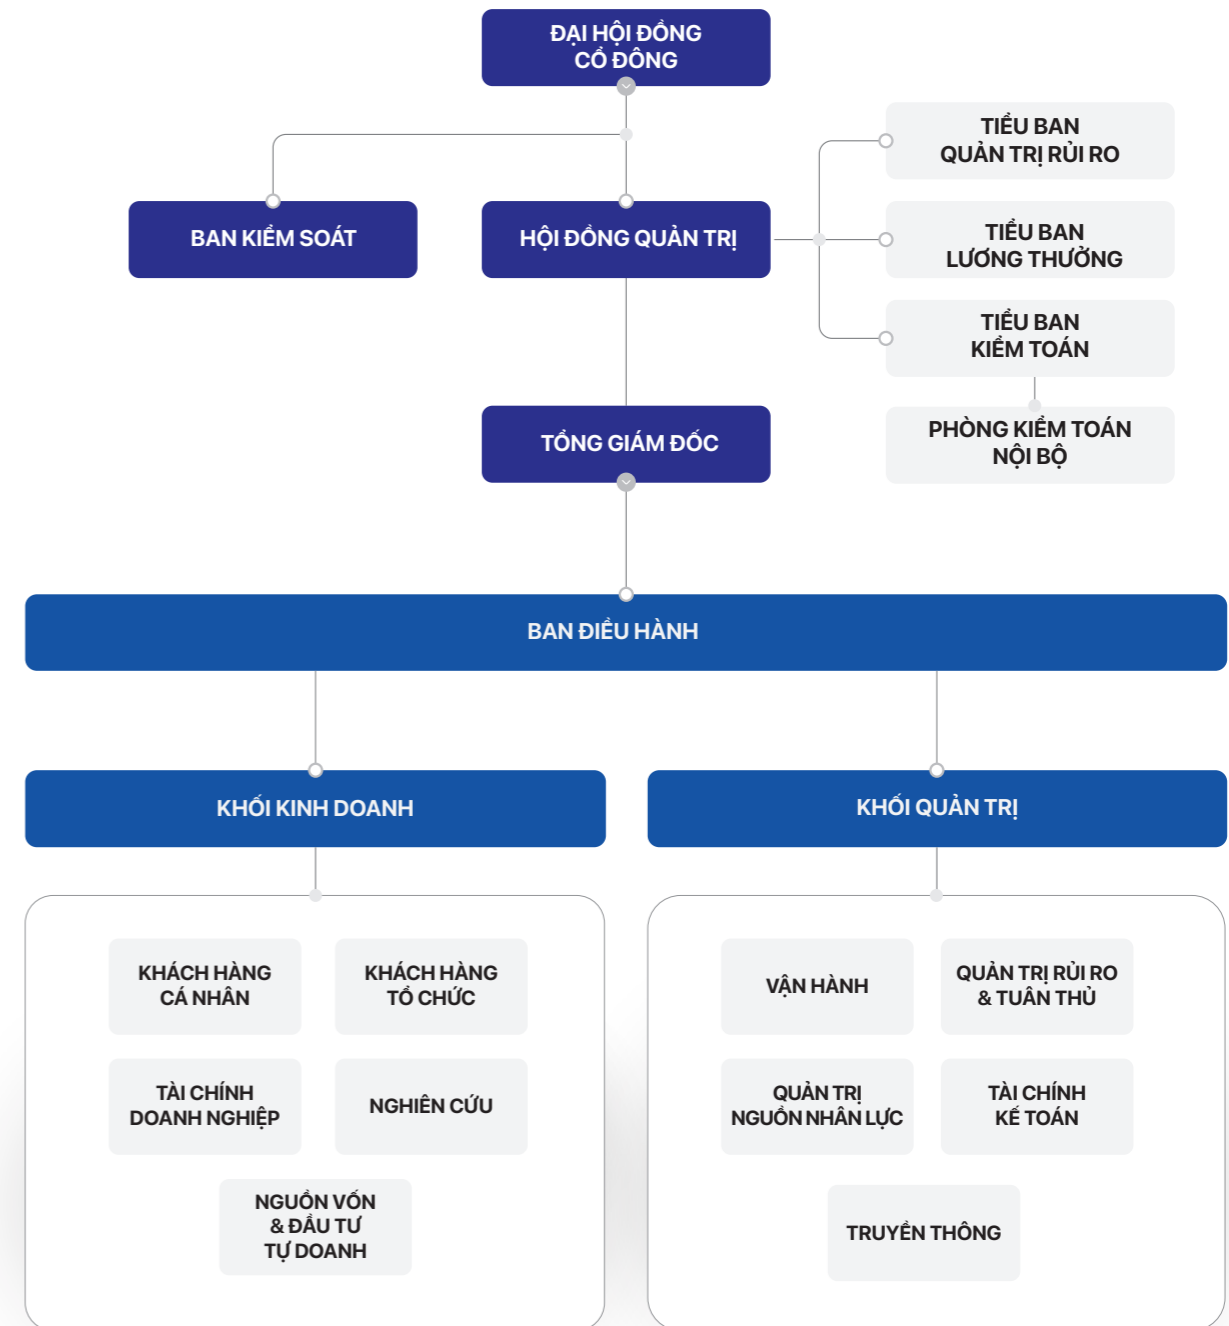 ĐẠI HỘI ĐỒNG
CỔ ĐÔNG
TIỂU BAN
QUẢN TRỊ RỦI RO
BAN KIỂM SOÁT
HỘI ĐỒNG QUẢN TRỊ
TIỂU BAN
LƯƠNG THƯỞNG
TIỂU BAN
KIỂM TOÁN
TỔNG GIÁM ĐỐC
PHÒNG KIỂM TOÁN
NỘI BỘ
BAN ĐIỀU HÀNH
KHỐI KINH DOANH
KHỐI QUẢN TRỊ
KHÁCH HÀNG
CÁ NHÂN
KHÁCH HÀNG
TỔ CHỨC
TÀI CHÍNH
DOANH NGHIỆP
NGHIÊN CỨU
NGUỒN VỐN
& ĐẦU TƯ
TỰ DOANH
VẬN HÀNH
QUẢN TRỊ RỦI RO
& TUÂN THỦ
QUẢN TRỊ
NGUỒN NHÂN LỰC
TÀI CHÍNH
KẾ TOÁN
TRUYỀN THÔNG